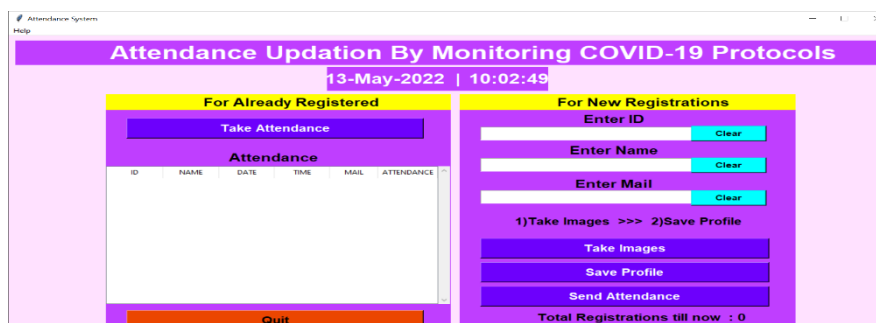 Attendance System
Help
Attendance Updation By Monitoring COVID-19 Protocols
13-May-2022 | 10:02:49
For Already Registered
Take Attendance
Attendance
ID NAME DATE TIME MAIL ATTENDANCE
Quit
For New Registrations
Enter ID
Clear
Enter Name
Clear
Enter Mail
Clear
1)Take Images >>> 2)Save Profile
Take Images
Save Profile
Send Attendance
Total Registrations till now : 0